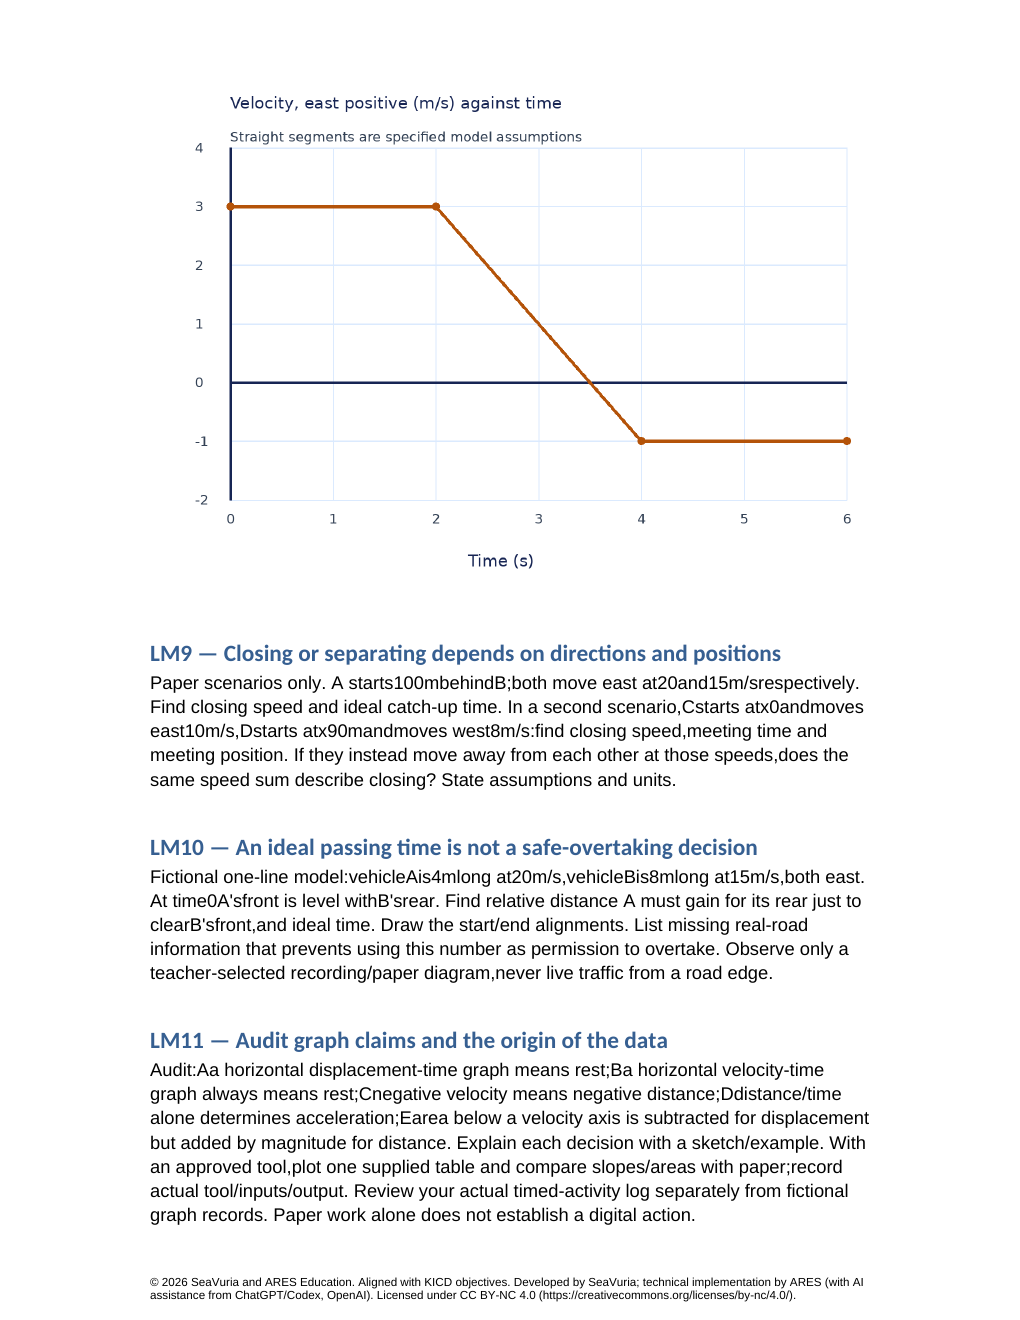 Velocity, east positive (m/s) against time
Straight segments are specified model assumptions
4
3
2
1
0
-1
-2
0 1 2 3 4 5 6
Time (s)
LM9 — Closing or separating depends on directions and positions
Paper scenarios only. A starts100mbehindB;both move east at20and15m/srespectively.
Find closing speed and ideal catch-up time. In a second scenario,Cstarts atx0andmoves
east10m/s,Dstarts atx90mandmoves west8m/s:find closing speed,meeting time and
meeting position. If they instead move away from each other at those speeds,does the
same speed sum describe closing? State assumptions and units.
LM10 — An ideal passing time is not a safe-overtaking decision
Fictional one-line model:vehicleAis4mlong at20m/s,vehicleBis8mlong at15m/s,both east.
At time0A'sfront is level withB'srear. Find relative distance A must gain for its rear just to
clearB'sfront,and ideal time. Draw the start/end alignments. List missing real-road
information that prevents using this number as permission to overtake. Observe only a
teacher-selected recording/paper diagram,never live traffic from a road edge.
LM11 — Audit graph claims and the origin of the data
Audit:Aa horizontal displacement-time graph means rest;Ba horizontal velocity-time
graph always means rest;Cnegative velocity means negative distance;Ddistance/time
alone determines acceleration;Earea below a velocity axis is subtracted for displacement
but added by magnitude for distance. Explain each decision with a sketch/example. With
an approved tool,plot one supplied table and compare slopes/areas with paper;record
actual tool/inputs/output. Review your actual timed-activity log separately from fictional
graph records. Paper work alone does not establish a digital action.
© 2026 SeaVuria and ARES Education. Aligned with KICD objectives. Developed by SeaVuria; technical implementation by ARES (with AI
assistance from ChatGPT/Codex, OpenAI). Licensed under CC BY-NC 4.0 (https://creativecommons.org/licenses/by-nc/4.0/).